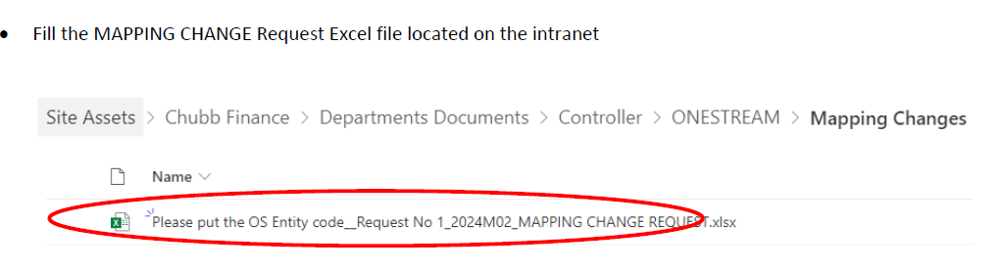 • Fill the MAPPING CHANGE Request Excel file located on the intranet
Site Assets > Chubb Finance > Departments Documents > Controller > ONESTREAM > Mapping Changes
Name
Please put the OS Entity code__Request No 1_2024M02_MAPPING CHANGE REQUEST.xlsx